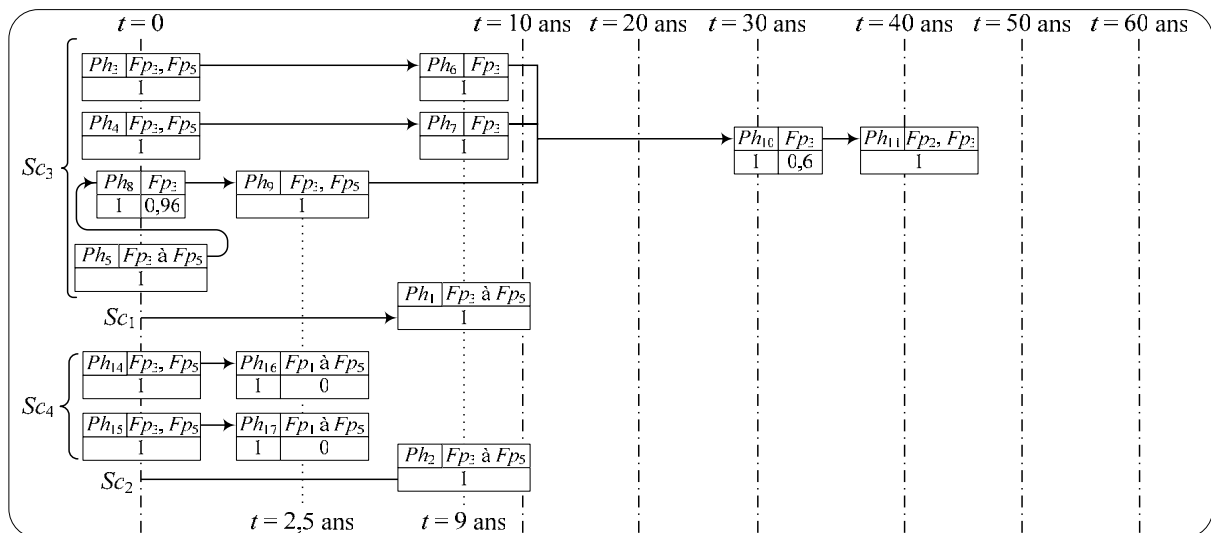 t = 0 t = 10 ans t = 20 ans t = 30 ans t = 40 ans t = 50 ans t = 60 ans
Ph₃ Fp₃, Fp₅ Ph₆ Fp₃
1 1
Ph₄ Fp₃, Fp₅ Ph₇ Fp₃
1 1
Ph₁₀ Fp₃ Ph₁₁ Fp₂, Fp₃
1 0,6 1
Sc₃
Ph₈ Fp₃ Ph₉ Fp₃, Fp₅
1 0,96 1
Ph₅ Fp₃ à Fp₅
1
Sc₁ Ph₁ Fp₃ à Fp₅
1
Ph₁₄ Fp₃, Fp₅ Ph₁₆ Fp₁ à Fp₅
1 1 0
Sc₄
Ph₁₅ Fp₃, Fp₅ Ph₁₇ Fp₁ à Fp₅
1 1 0
Sc₂ Ph₂ Fp₃ à Fp₅
1
t = 2,5 ans t = 9 ans